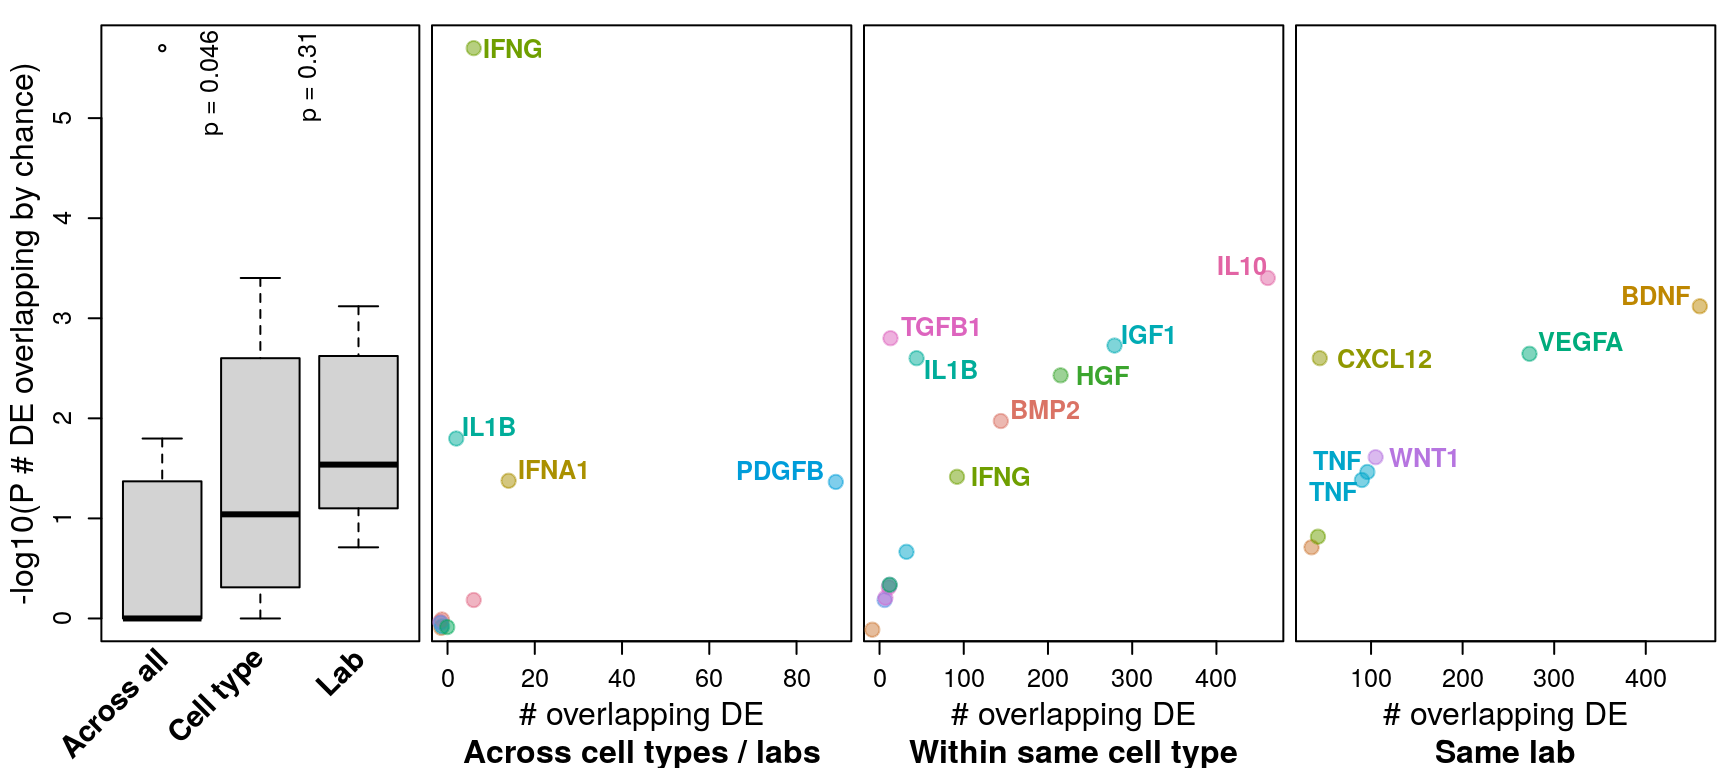 -log10(P # DE overlapping by chance)
0
1
2
3
4
5
p = 0.046
p = 0.31
Across all
Cell type
Lab
IFNG
IL1B
IFNA1
PDGFB
0
20
40
60
80
# overlapping DE
Across cell types / labs
IL10
TGFB1
IGF1
IL1B
HGF
BMP2
IFNG
0
100
200
300
400
# overlapping DE
Within same cell type
BDNF
VEGFA
CXCL12
TNF
WNT1
TNF
100
200
300
400
# overlapping DE
Same lab